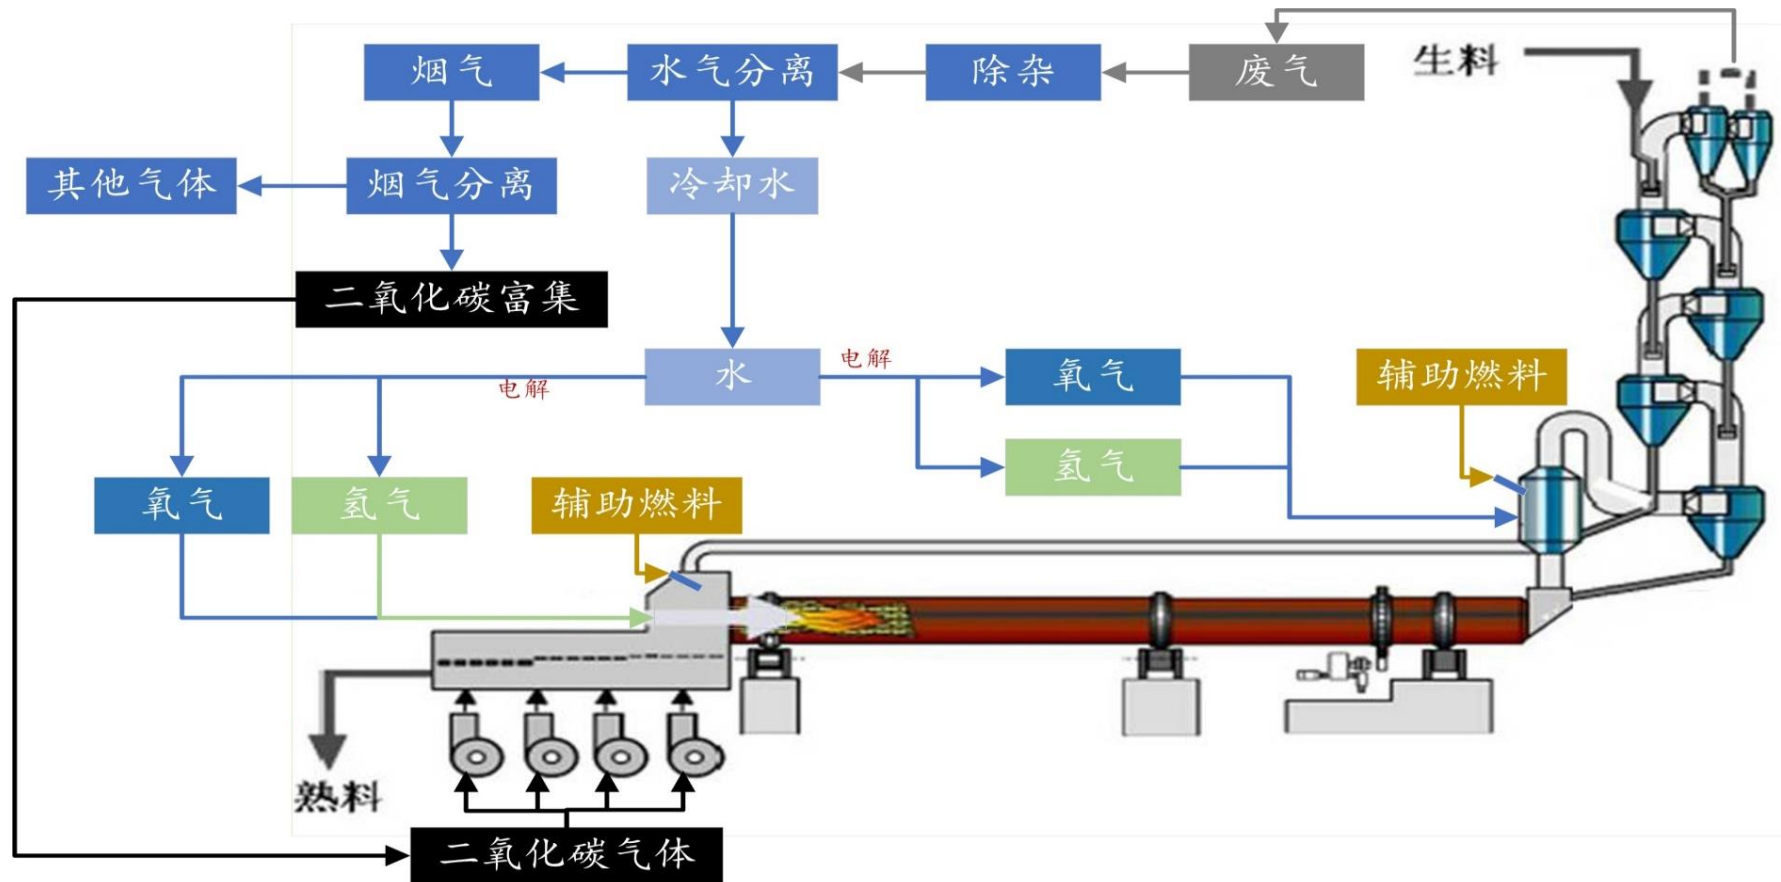 烟气
水气分离
除杂
废气
生料
其他气体
烟气分离
冷却水
二氧化碳富集
电解
水
电解
氧气
辅助燃料
氢气
氧气
氢气
辅助燃料
熟料
二氧化碳气体